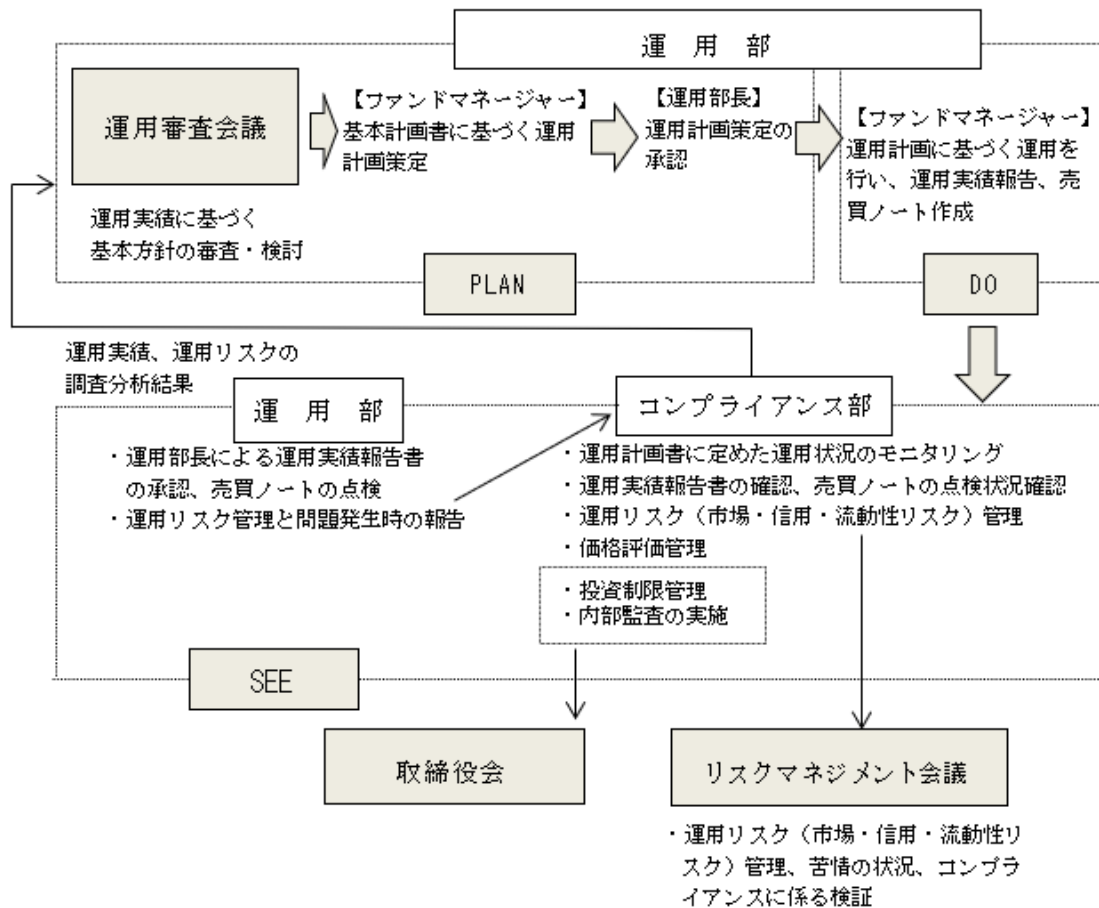 運 用 部
運用審査会議
【ファンドマネージャー】
基本計画書に基づく運用
計画策定
【運用部長】
運用計画策定の
承認
【ファンドマネージャー】
運用計画に基づく運用を
行い、運用実績報告、売
買ノート作成
運用実績に基づく
基本方針の審査・検討
PLAN
DO
運用実績、運用リスクの
調査分析結果
運 用 部
コンプライアンス部
・運用部長による運用実績報告書
の承認、売買ノートの点検
・運用リスク管理と問題発生時の報告
・運用計画書に定めた運用状況のモニタリング
・運用実績報告書の確認、売買ノートの点検状況確認
・運用リスク（市場・信用・流動性リスク）管理
・価格評価管理
・投資制限管理
・内部監査の実施
SEE
取締役会
リスクマネジメント会議
・運用リスク（市場・信用・流動性リ
スク）管理、苦情の状況、コンプラ
イアンスに係る検証